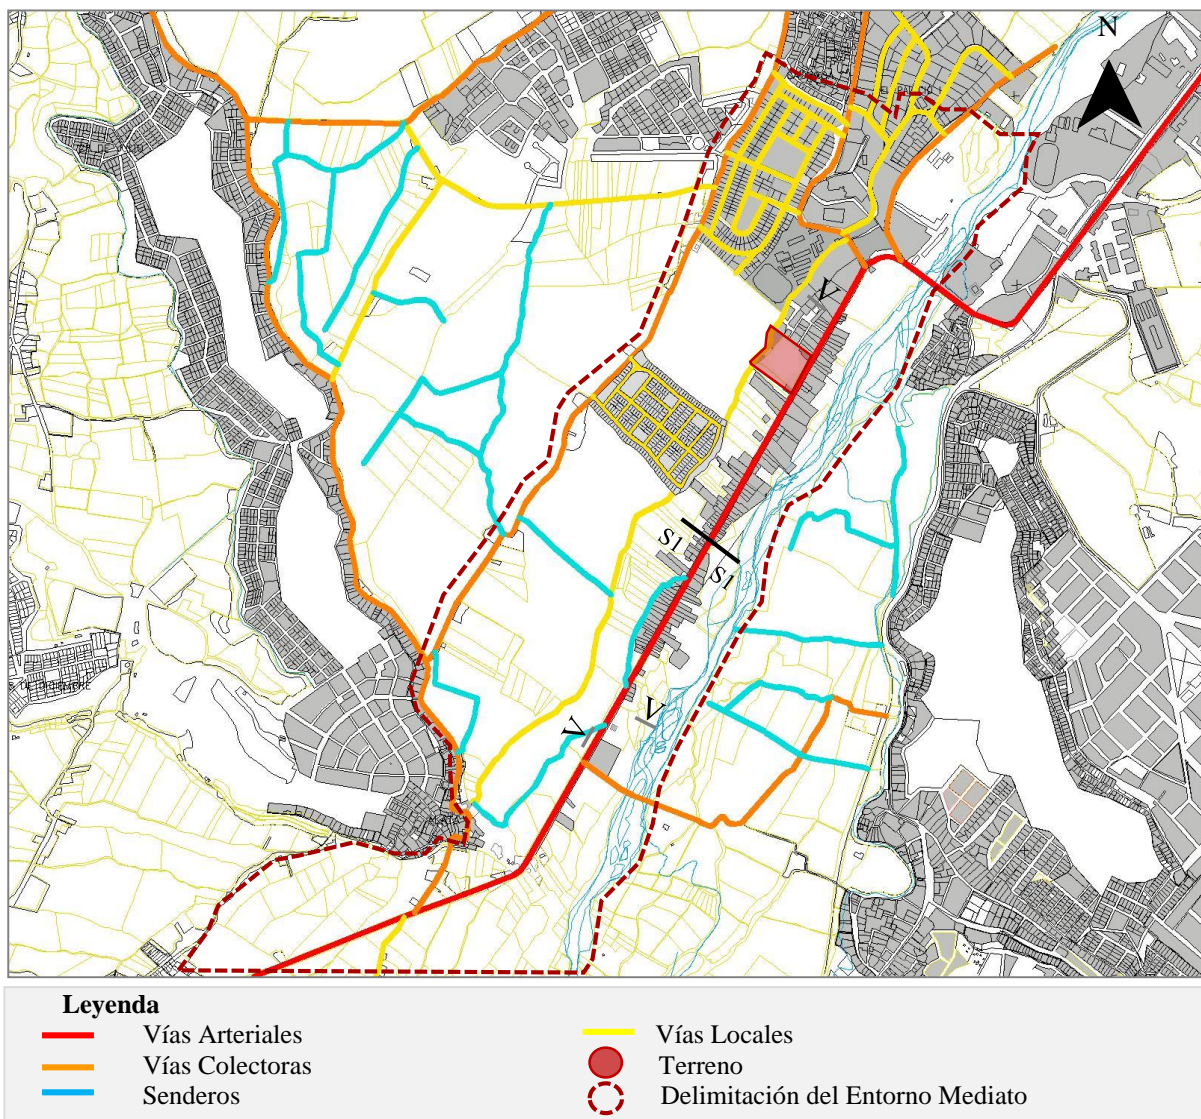 N
V
S1
S1
V
V
Leyenda
Vías Arteriales
Vías Locales
Vías Colectoras
Terreno
Senderos
Delimitación del Entorno Mediato